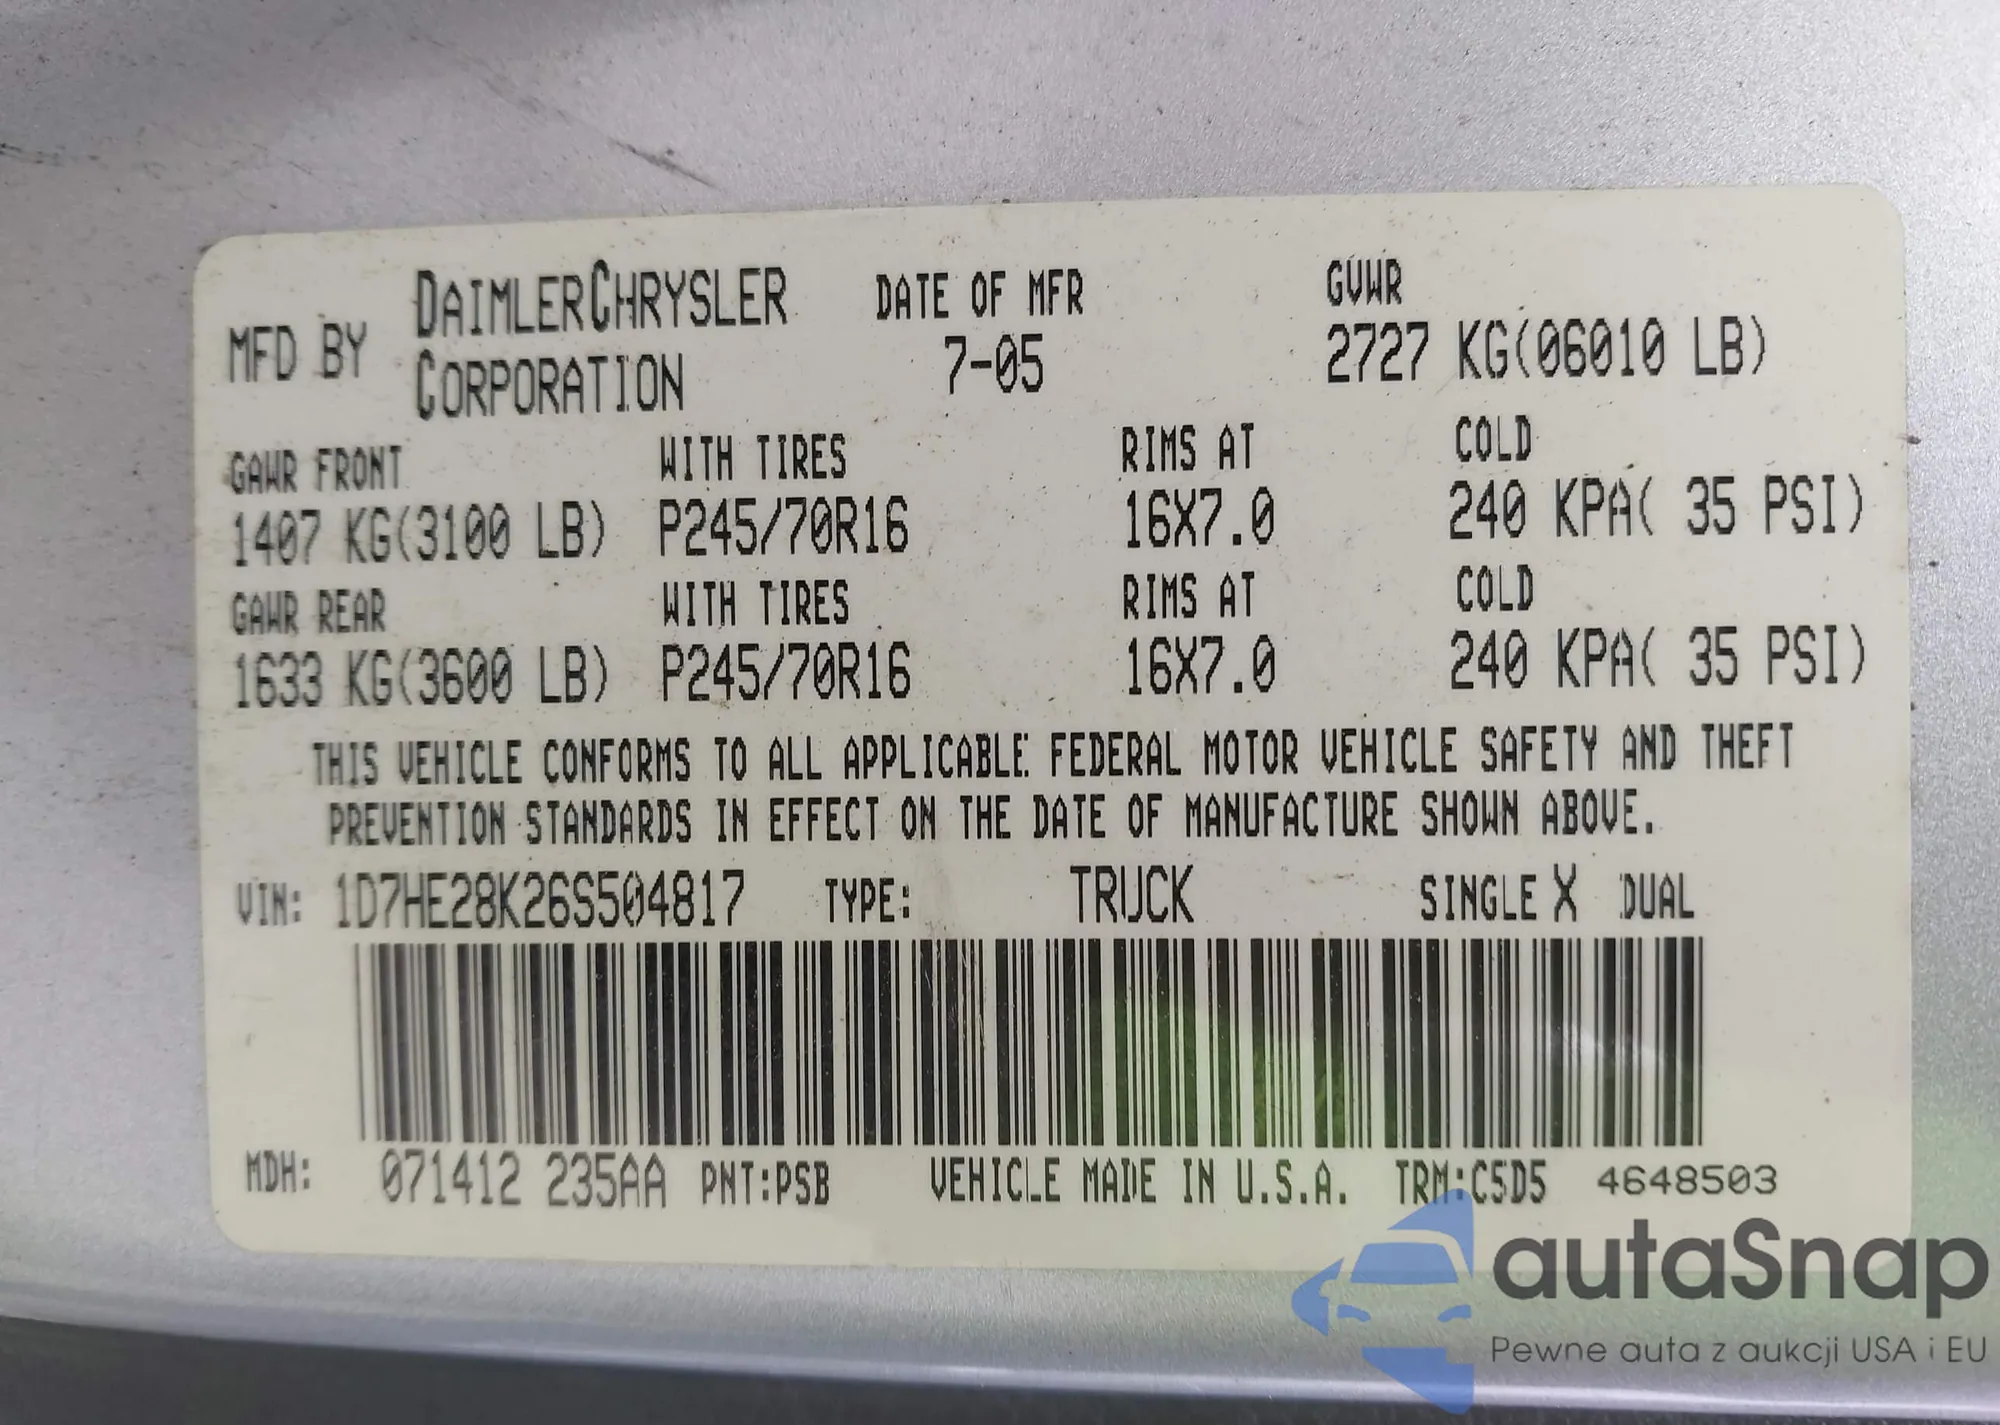 MFD BY DAIMLERCHRYSLER CORPORATION DATE OF MFR 7-05 GVWR 2727 KG(06010 LB)
GAWR FRONT WITH TIRES RIMS AT COLD
1407 KG(3100 LB) P245/70R16 16X7.0 240 KPA( 35 PSI)
GAWR REAR WITH TIRES RIMS AT COLD
1633 KG(3600 LB) P245/70R16 16X7.0 240 KPA( 35 PSI)
THIS VEHICLE CONFORMS TO ALL APPLICABLE FEDERAL MOTOR VEHICLE SAFETY AND THEFT
PREVENTION STANDARDS IN EFFECT ON THE DATE OF MANUFACTURE SHOWN ABOVE.
VIN: 1D7HE28K26S504817 TYPE: TRUCK SINGLE X DUAL
MDH: 071412 235AA PNT:PSB VEHICLE MADE IN U.S.A. TRM:C5D5 4648503
autaSnap
Pewne auta z aukcji USA i EU